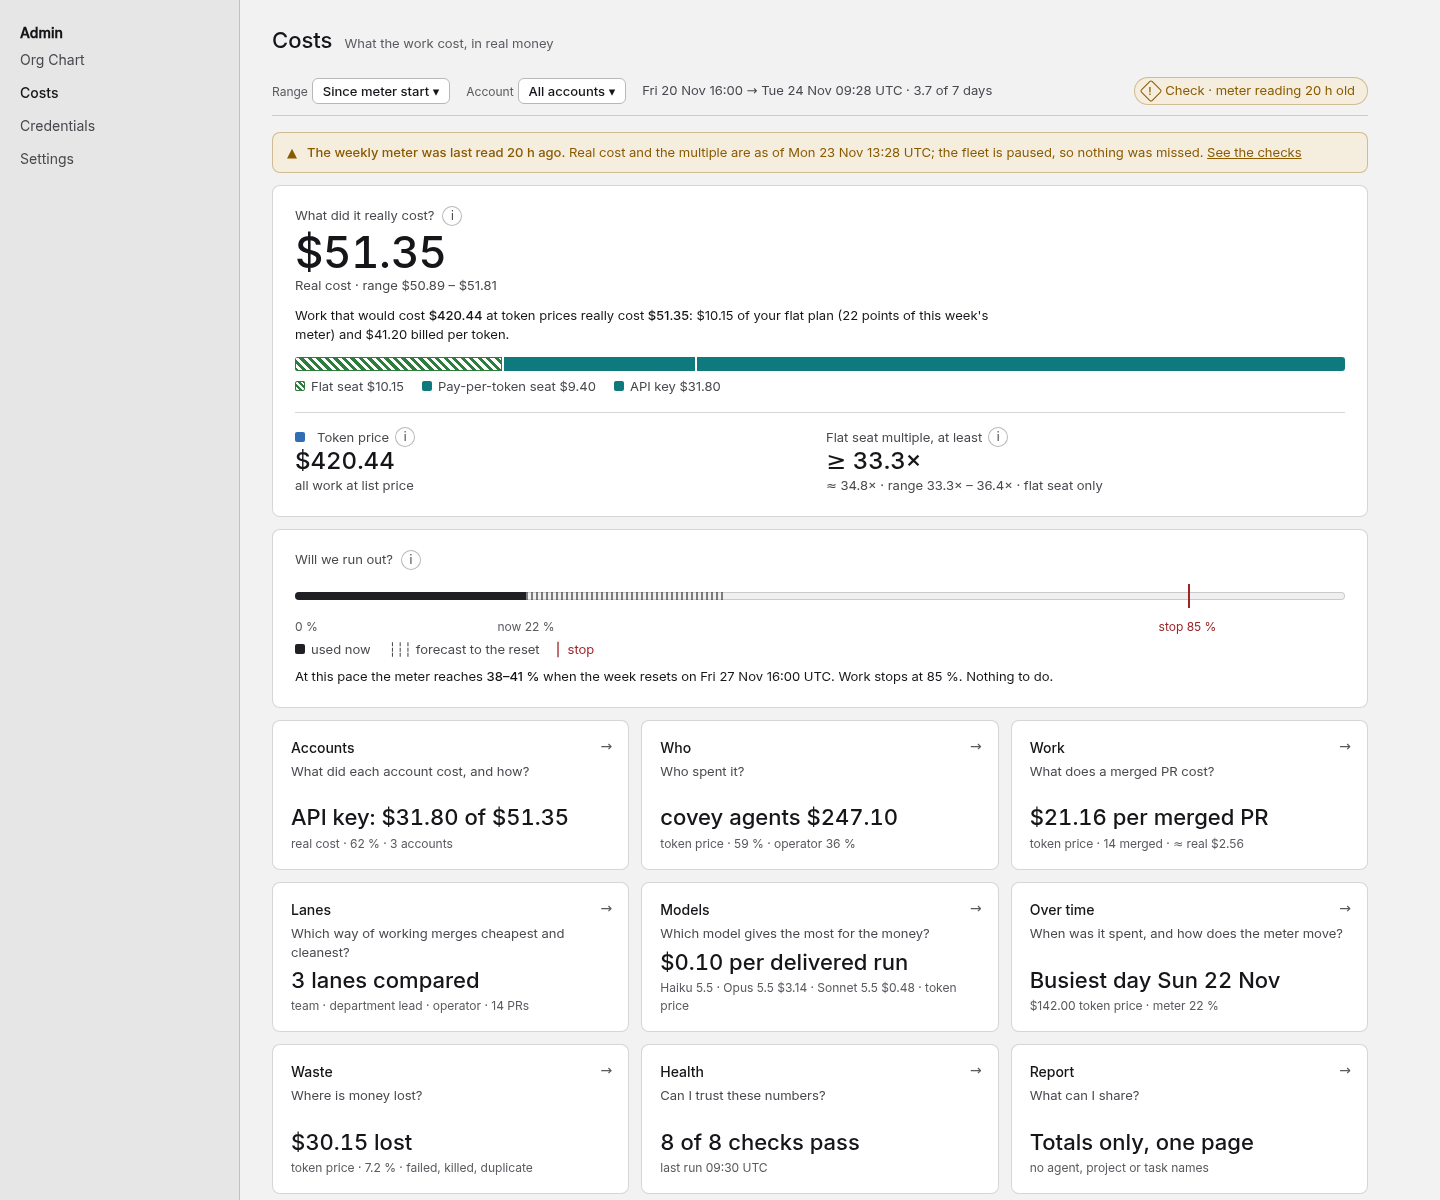 Admin
Org Chart
Costs
Credentials
Settings
Costs What the work cost, in real money
Range Since meter start ▾ Account All accounts ▾ Fri 20 Nov 16:00 → Tue 24 Nov 09:28 UTC · 3.7 of 7 days ! Check · meter reading 20 h old
▲ The weekly meter was last read 20 h ago. Real cost and the multiple are as of Mon 23 Nov 13:28 UTC; the fleet is paused, so nothing was missed. See the checks
What did it really cost? i
$51.35
Real cost · range $50.89 – $51.81
Work that would cost $420.44 at token prices really cost $51.35: $10.15 of your flat plan (22 points of this week's
meter) and $41.20 billed per token.
Flat seat $10.15 Pay-per-token seat $9.40 API key $31.80
Token price i
$420.44
all work at list price
Flat seat multiple, at least i
≥ 33.3×
≈ 34.8× · range 33.3× – 36.4× · flat seat only
Will we run out? i
0 % now 22 % stop 85 %
used now forecast to the reset stop
At this pace the meter reaches 38–41 % when the week resets on Fri 27 Nov 16:00 UTC. Work stops at 85 %. Nothing to do.
Accounts →
What did each account cost, and how?
API key: $31.80 of $51.35
real cost · 62 % · 3 accounts
Who →
Who spent it?
covey agents $247.10
token price · 59 % · operator 36 %
Work →
What does a merged PR cost?
$21.16 per merged PR
token price · 14 merged · ≈ real $2.56
Lanes →
Which way of working merges cheapest and
cleanest?
3 lanes compared
team · department lead · operator · 14 PRs
Models →
Which model gives the most for the money?
$0.10 per delivered run
Haiku 5.5 · Opus 5.5 $3.14 · Sonnet 5.5 $0.48 · token
price
Over time →
When was it spent, and how does the meter move?
Busiest day Sun 22 Nov
$142.00 token price · meter 22 %
Waste →
Where is money lost?
$30.15 lost
token price · 7.2 % · failed, killed, duplicate
Health →
Can I trust these numbers?
8 of 8 checks pass
last run 09:30 UTC
Report →
What can I share?
Totals only, one page
no agent, project or task names